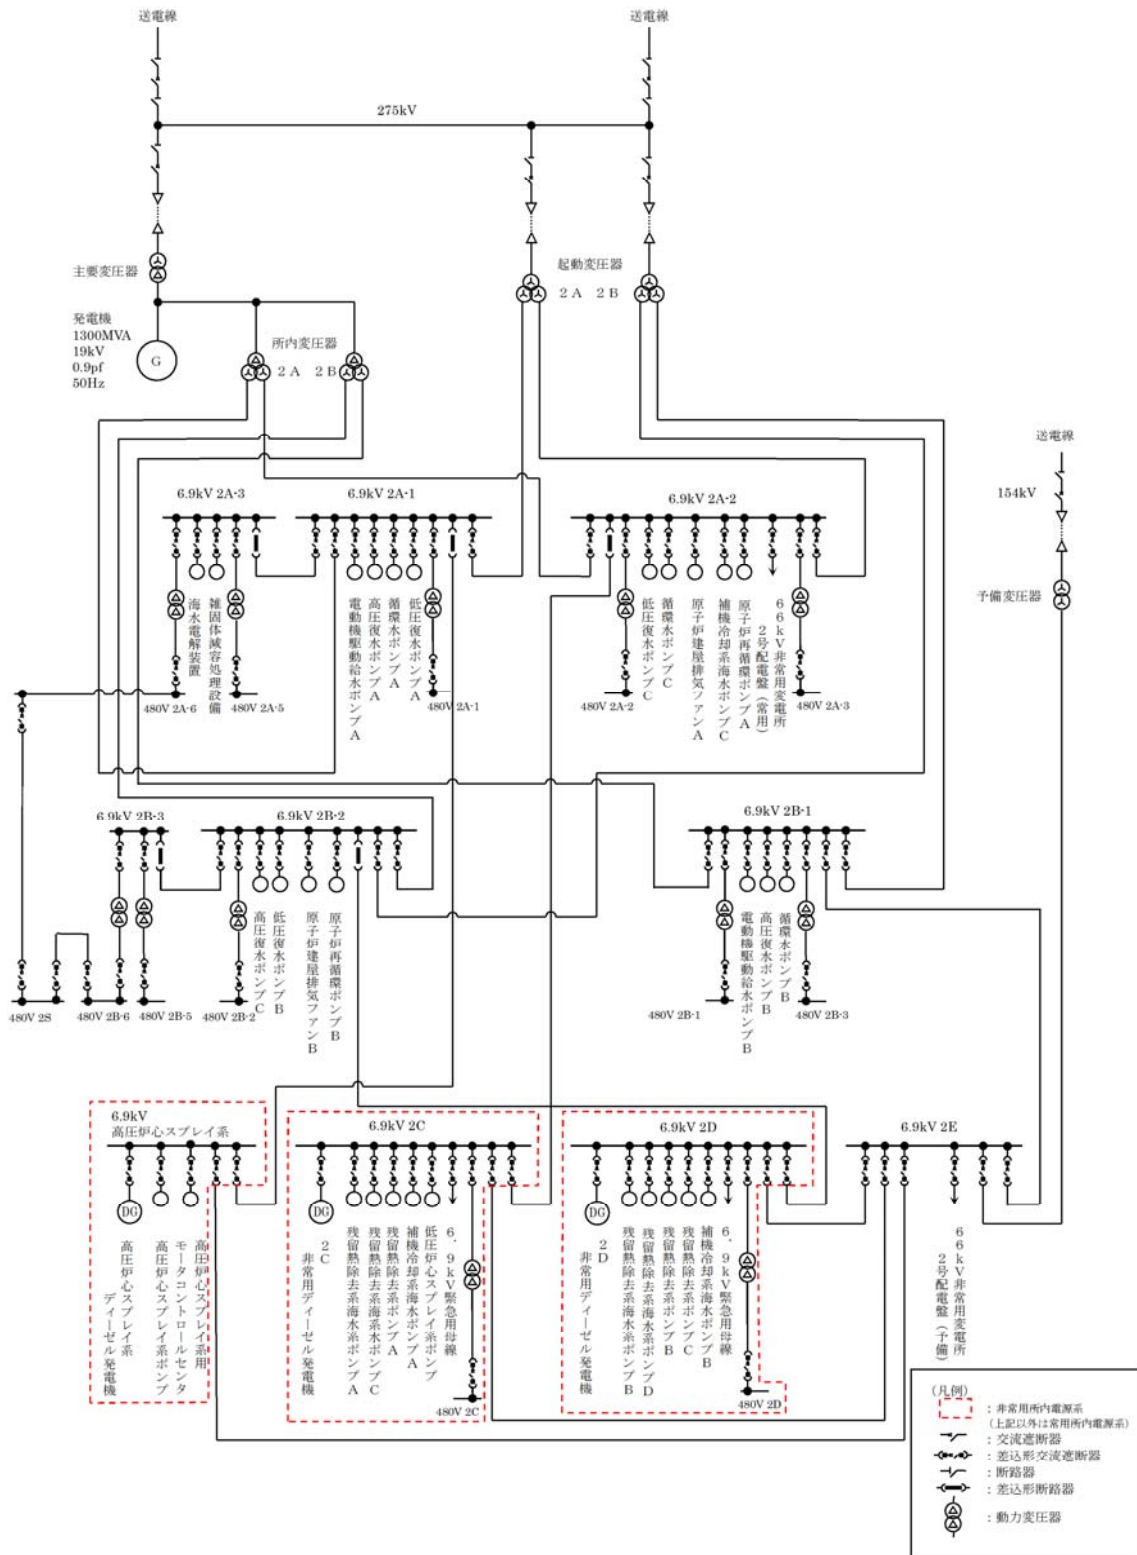 送電線
送電線
275kV
主要変圧器
起動変圧器
2A 2B
発電機
1300MVA
19kV
0.9pf
50Hz
G
所内変圧器
2A 2B
送電線
154kV
予備変圧器
6.9kV 2A-3
6.9kV 2A-1
6.9kV 2A-2
海水電解装置
雑固体減容処理設備
電動機駆動給水ポンプA
高圧復水ポンプA
循環水ポンプA
低圧復水ポンプA
低圧復水ポンプC
循環水ポンプC
原子炉建屋排気ファンA
補機冷却系海水ポンプC
原子炉再循環ポンプA
66kV非常用変電所
2号配電盤(常用)
480V 2A-6
480V 2A-5
480V 2A-1
480V 2A-2
480V 2A-3
6.9kV 2B-3
6.9kV 2B-2
6.9kV 2B-1
高圧復水ポンプC
低圧復水ポンプB
原子炉建屋排気ファンB
原子炉再循環ポンプB
電動機駆動給水ポンプB
高圧復水ポンプB
循環水ポンプB
480V 2S
480V 2B-6
480V 2B-5
480V 2B-2
480V 2B-1
480V 2B-3
6.9kV
高圧炉心スプレイ系
6.9kV 2C
6.9kV 2D
6.9kV 2E
DG
DG
DG
高圧炉心スプレイ系
ディーゼル発電機
高圧炉心スプレイ系ポンプ
高圧炉心スプレイ系用
モータコントロールセンタ
2C
非常用ディーゼル発電機
残留熱除去系海水系ポンプA
残留熱除去系海水系ポンプC
残留熱除去系ポンプA
補機冷却系海水ポンプA
低圧炉心スプレイ系ポンプ
6.9kV緊急用母線
480V 2C
2D
非常用ディーゼル発電機
残留熱除去系海水系ポンプB
残留熱除去系海水系ポンプD
残留熱除去系ポンプB
残留熱除去系ポンプC
補機冷却系海水ポンプB
6.9kV緊急用母線
480V 2D
66kV非常用変電所
2号配電盤(予備)
(凡例)
:非常用所内電源系
(上記以外は常用所内電源系)
:交流遮断器
:差込形交流遮断器
:断路器
:差込形断路器
:動力変圧器